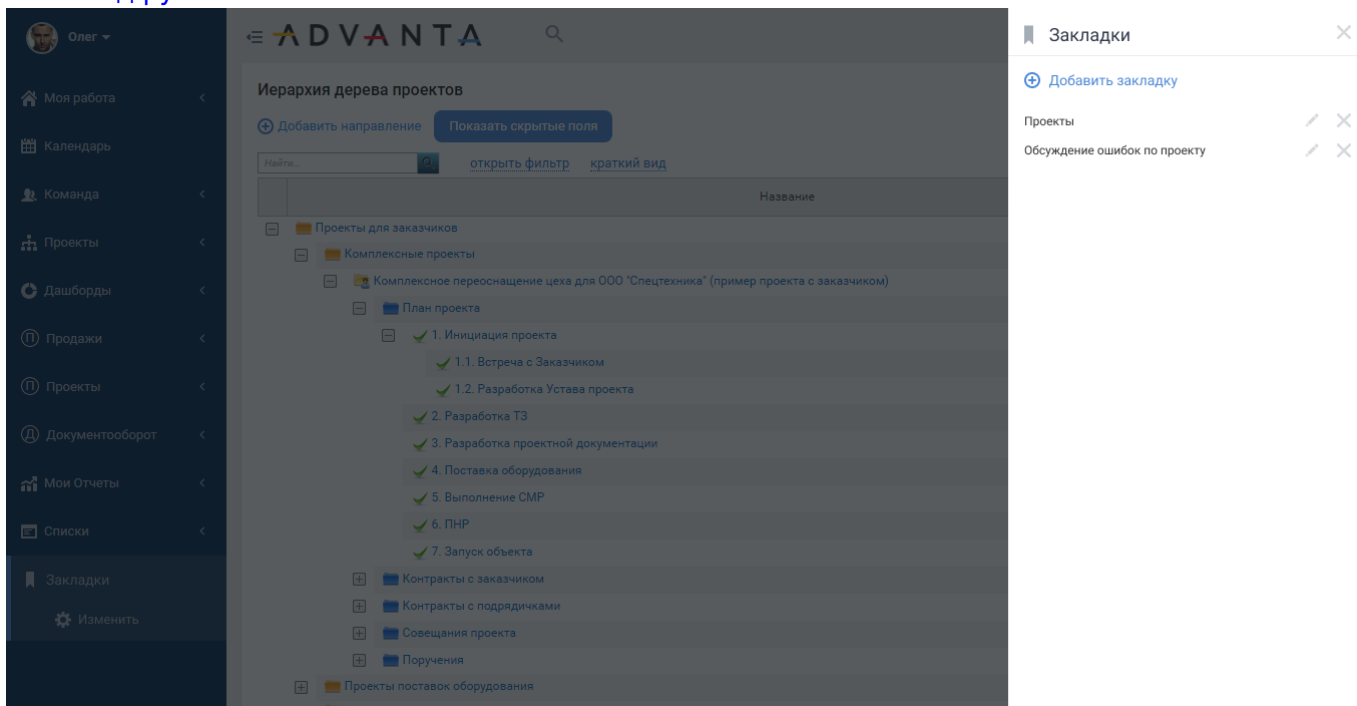 Олег
Моя работа
Календарь
Команда
Проекты
Дашборды
Продажи
Проекты
Документооборот
Мои Отчеты
Списки
Закладки
Изменить
ADVANTA
Иерархия дерева проектов
Добавить направление Показать скрытые поля
Найти... открыть фильтр краткий вид
Название
Проекты для заказчиков
Комплексные проекты
Комплексное переоснащение цеха для ООО "Спецтехника" (пример проекта с заказчиком)
План проекта
1. Инициация проекта
1.1. Встреча с Заказчиком
1.2. Разработка Устава проекта
2. Разработка ТЗ
3. Разработка проектной документации
4. Поставка оборудования
5. Выполнение СМР
6. ПНР
7. Запуск объекта
Контракты с заказчиком
Контракты с подрядичками
Совещания проекта
Поручения
Проекты поставок оборудования
Закладки
Добавить закладку
Проекты
Обсуждение ошибок по проекту